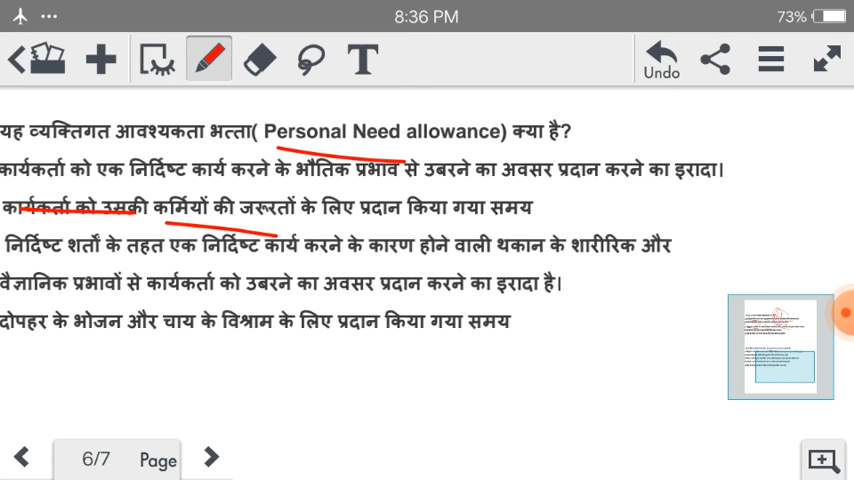 8:36 PM
73%
T
Undo
यह व्यक्तिगत आवश्यकता भत्ता( Personal Need allowance) क्या है?
कार्यकर्ता को एक निर्दिष्ट कार्य करने के भौतिक प्रभाव से उबरने का अवसर प्रदान करने का इरादा।
कार्यकर्ता को उसकी कर्मियों की जरूरतों के लिए प्रदान किया गया समय
निर्दिष्ट शर्तों के तहत एक निर्दिष्ट कार्य करने के कारण होने वाली थकान के शारीरिक और
वैज्ञानिक प्रभावों से कार्यकर्ता को उबरने का अवसर प्रदान करने का इरादा है।
दोपहर के भोजन और चाय के विश्राम के लिए प्रदान किया गया समय
6/7 Page